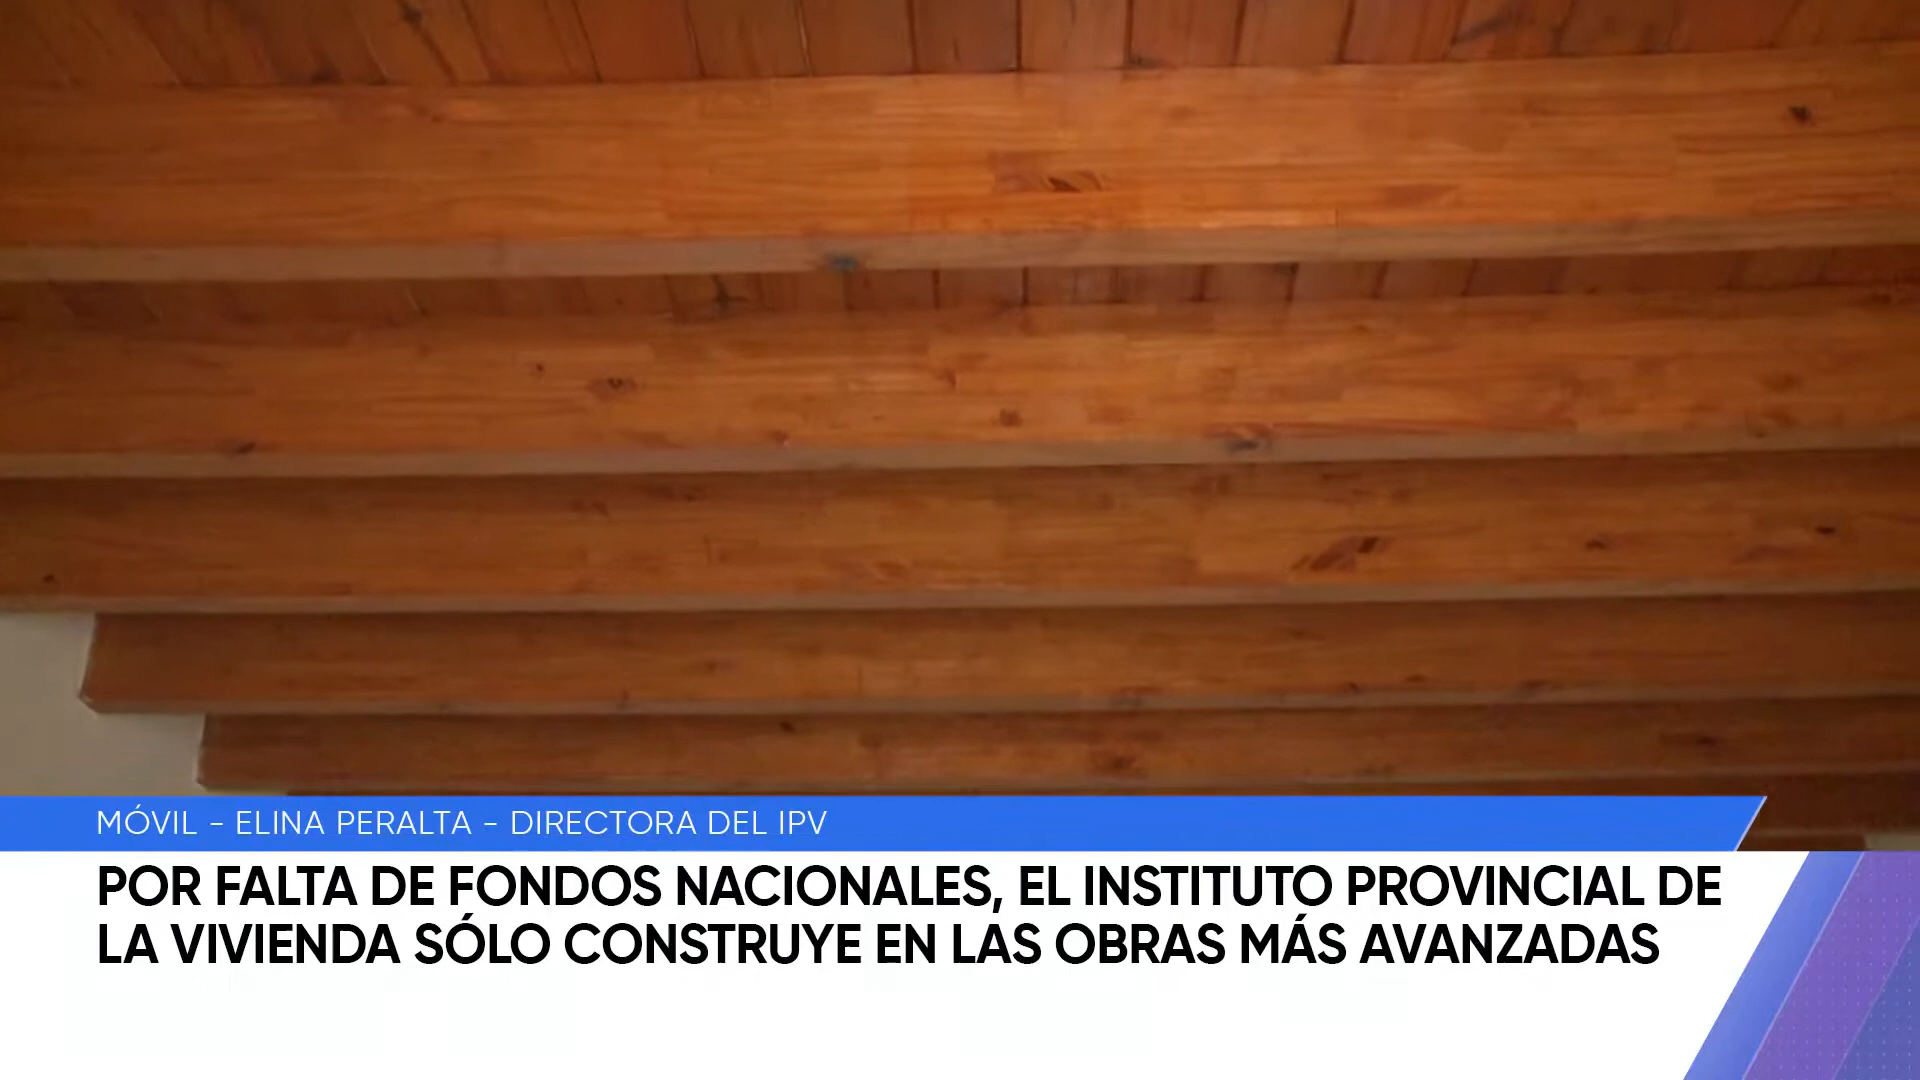 MÓVIL - ELINA PERALTA - DIRECTORA DEL IPV
POR FALTA DE FONDOS NACIONALES, EL INSTITUTO PROVINCIAL DE
LA VIVIENDA SÓLO CONSTRUYE EN LAS OBRAS MÁS AVANZADAS